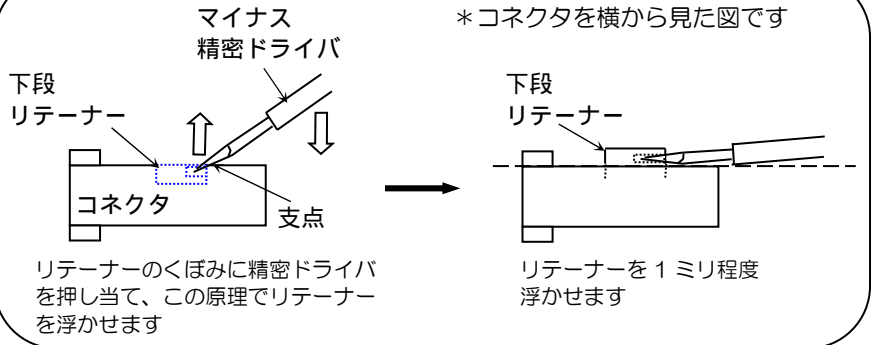 ＊コネクタを横から見た図です
マイナス
精密ドライバ
下段
リテーナー
コネクタ
支点
リテーナーのくぼみに精密ドライバ
を押し当て、この原理でリテーナー
を浮かせます
下段
リテーナー
リテーナーを 1 ミリ程度
浮かせます